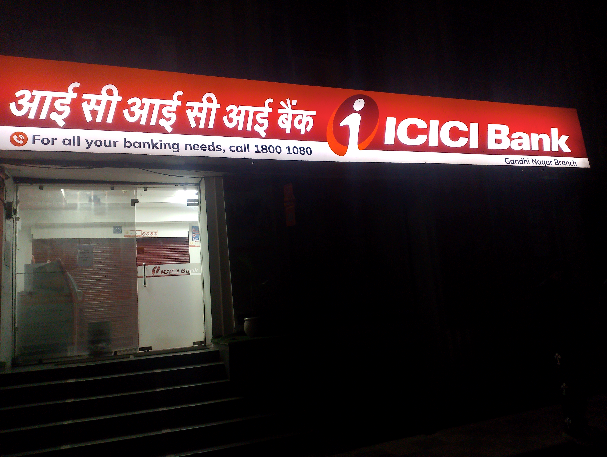 आई सी आई सी आई बैंक
ICICI Bank
For all your banking needs, call 1800 1080
Gandhi Nagar Branch